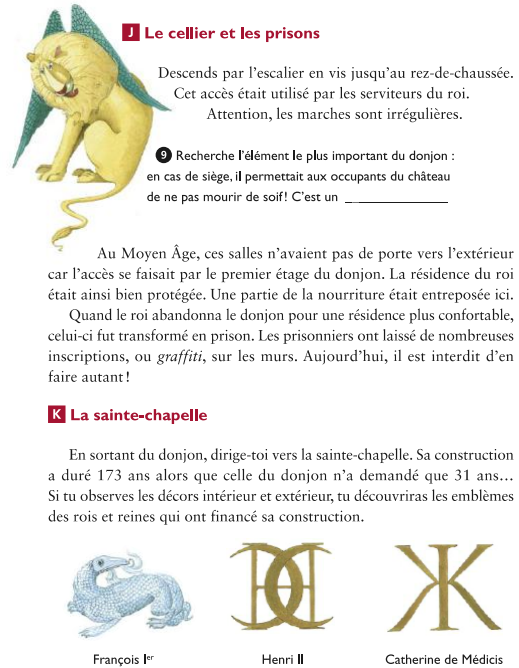 J Le cellier et les prisons
Descends par l'escalier en vis jusqu'au rez-de-chaussée.
Cet accès était utilisé par les serviteurs du roi.
Attention, les marches sont irrégulières.
9 Recherche l'élément le plus important du donjon :
en cas de siège, il permettait aux occupants du château
de ne pas mourir de soif! C'est un _ ____________
Au Moyen Âge, ces salles n'avaient pas de porte vers l'extérieur
car l'accès se faisait par le premier étage du donjon. La résidence du roi
était ainsi bien protégée. Une partie de la nourriture était entreposée ici.
Quand le roi abandonna le donjon pour une résidence plus confortable,
celui-ci fut transformé en prison. Les prisonniers ont laissé de nombreuses
inscriptions, ou graffiti, sur les murs. Aujourd'hui, il est interdit d'en
faire autant!
K La sainte-chapelle
En sortant du donjon, dirige-toi vers la sainte-chapelle. Sa construction
a duré 173 ans alors que celle du donjon n'a demandé que 31 ans…
Si tu observes les décors intérieur et extérieur, tu découvriras les emblèmes
des rois et reines qui ont financé sa construction.
François Ier
Henri II
Catherine de Médicis